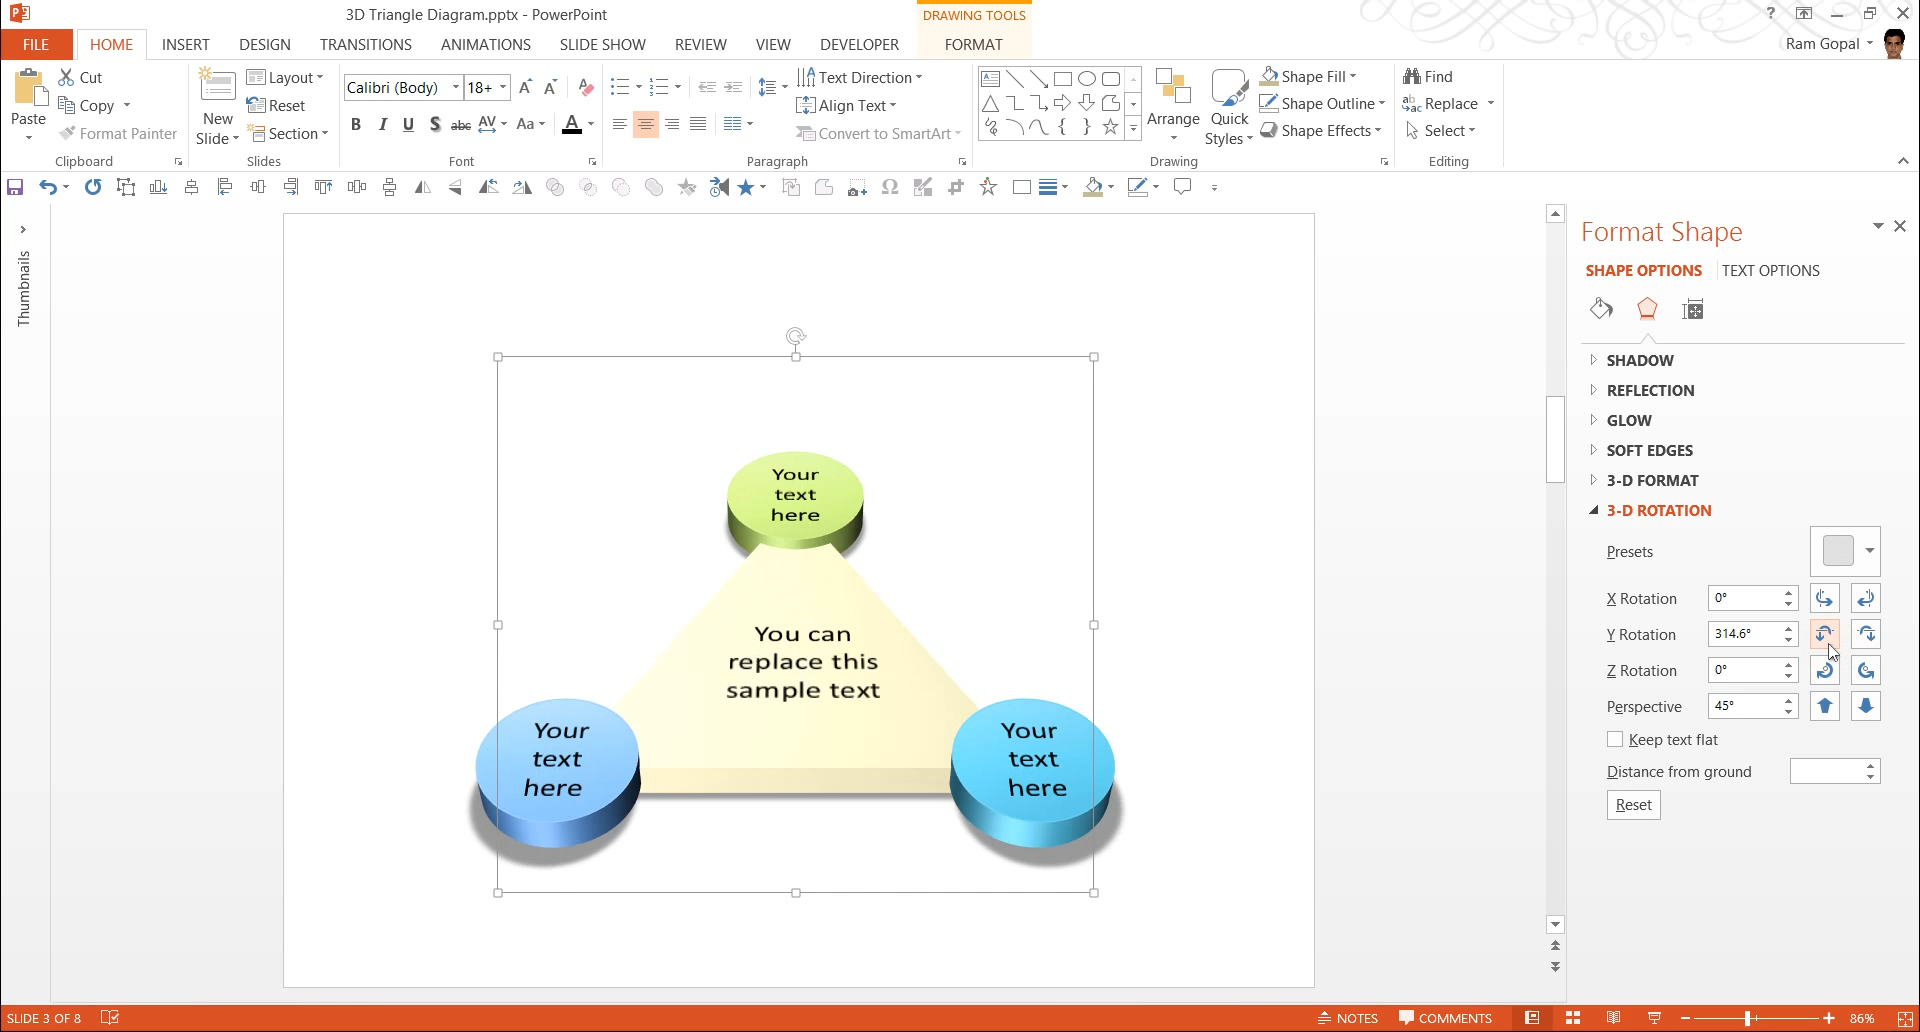 3D Triangle Diagram.pptx - PowerPoint
DRAWING TOOLS
?
FILE
HOME
INSERT
DESIGN
TRANSITIONS
ANIMATIONS
SLIDE SHOW
REVIEW
VIEW
DEVELOPER
FORMAT
Ram Gopal
Paste
Cut
Copy
Format Painter
Clipboard
New
Slide
Layout
Reset
Section
Slides
Calibri (Body)
18+
B I U S abc AV Aa A
Font
Text Direction
Align Text
Convert to SmartArt
Paragraph
Arrange
Quick
Styles
Shape Fill
Shape Outline
Shape Effects
Drawing
Find
Replace
Select
Editing
Thumbnails
Your
text
here
You can
replace this
sample text
Your
text
here
Your
text
here
Format Shape
SHAPE OPTIONS
TEXT OPTIONS
SHADOW
REFLECTION
GLOW
SOFT EDGES
3-D FORMAT
3-D ROTATION
Presets
X Rotation 0°
Y Rotation 314.6°
Z Rotation 0°
Perspective 45°
Keep text flat
Distance from ground
Reset
SLIDE 3 OF 8
NOTES
COMMENTS
86%